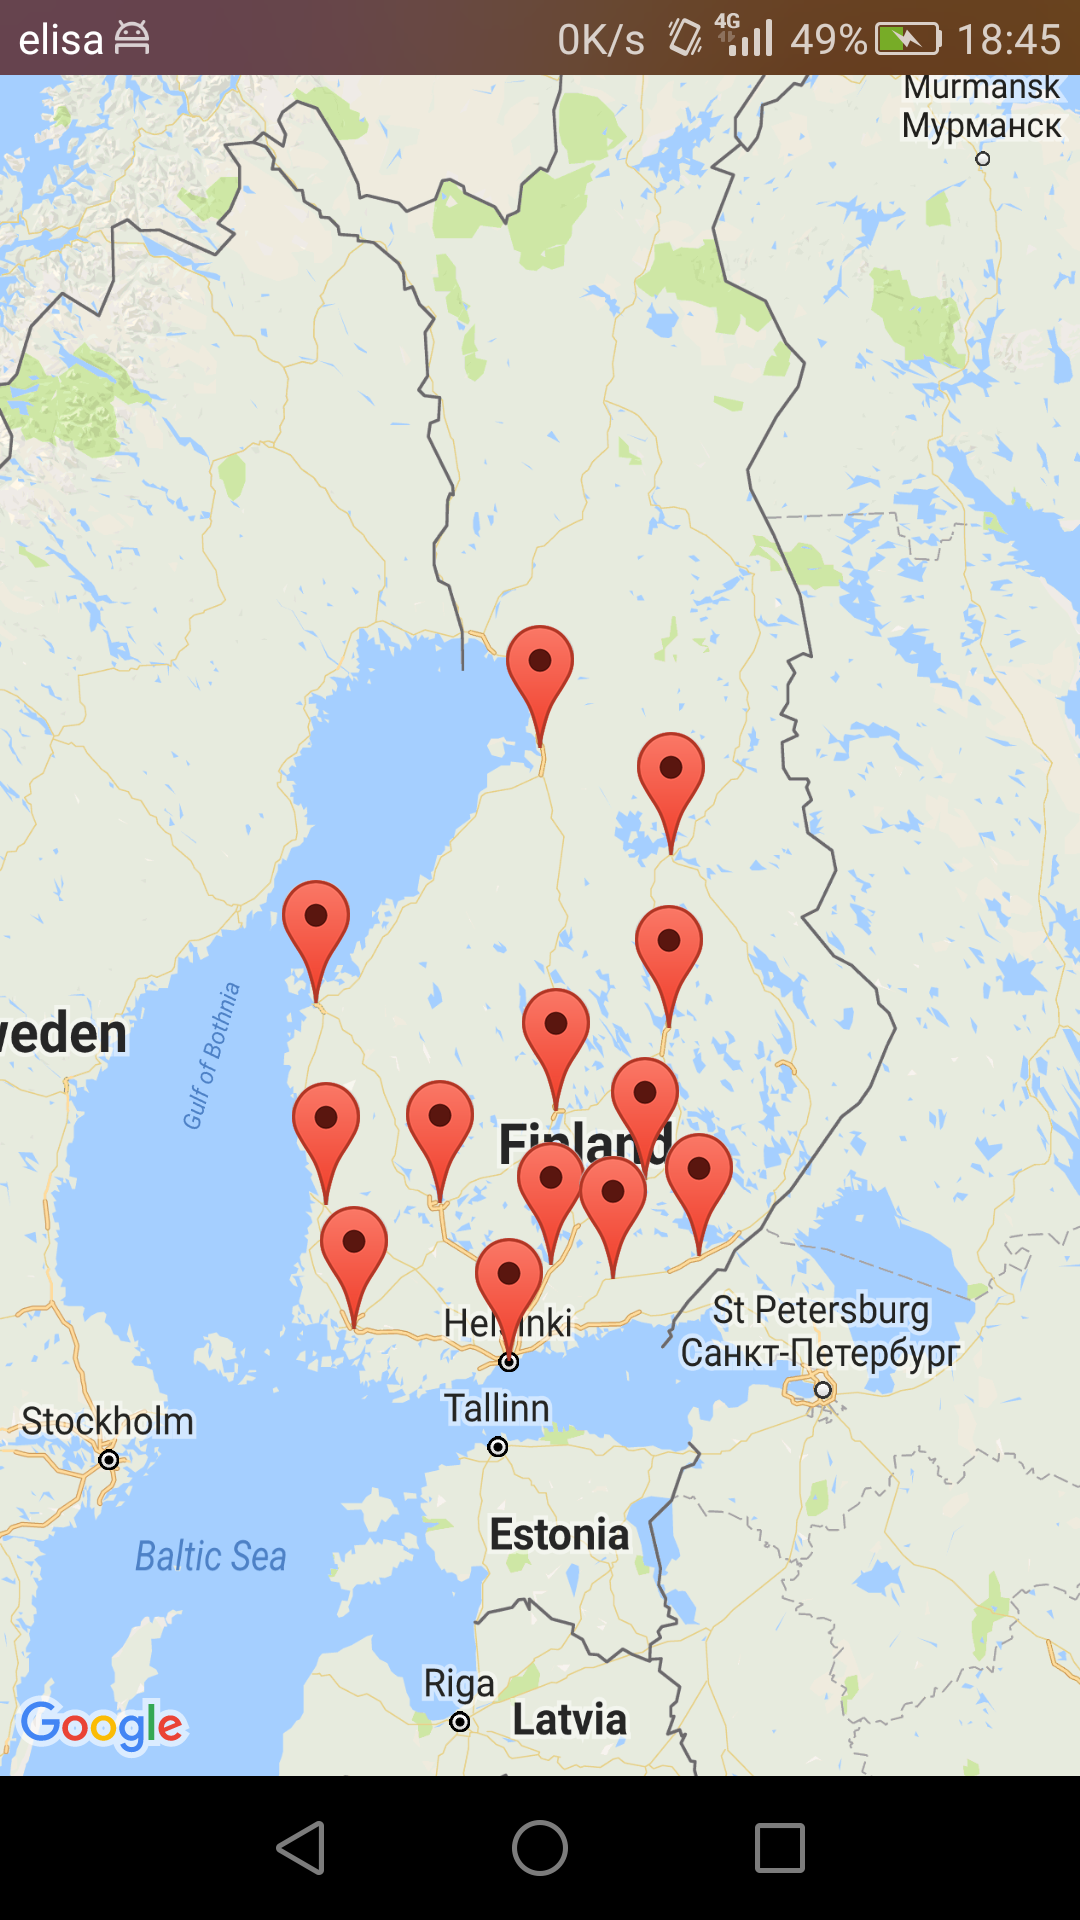 elisa 0K/s 4G 49% 18:45
Murmansk
Мурманск
weden
Gulf of Bothnia
Finland
Helsinki
St Petersburg
Санкт-Петербург
Tallinn
Stockholm
Estonia
Baltic Sea
Riga
Latvia
Google